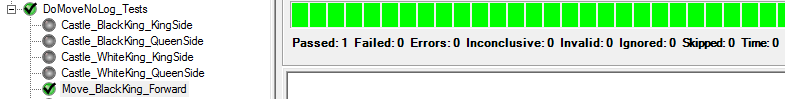 DoMoveNoLog_Tests
Castle_BlackKing_KingSide
Castle_BlackKing_QueenSide
Castle_WhiteKing_KingSide
Castle_WhiteKing_QueenSide
Move_BlackKing_Forward
Passed: 1 Failed: 0 Errors: 0 Inconclusive: 0 Invalid: 0 Ignored: 0 Skipped: 0 Time: 0